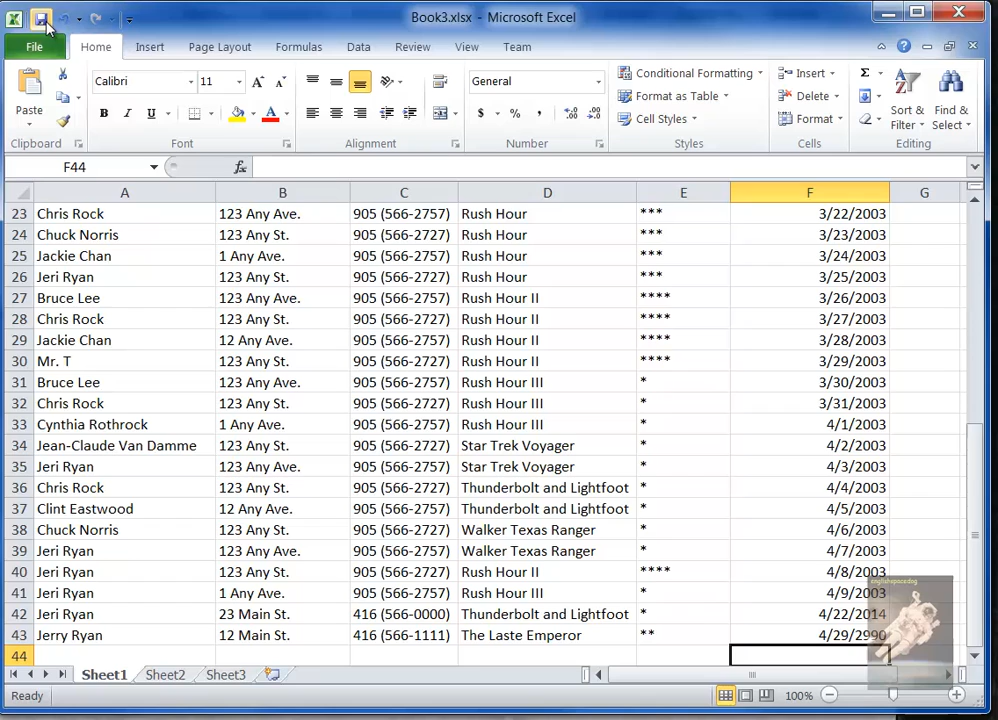 Book3.xlsx - Microsoft Excel
File Home Insert Page Layout Formulas Data Review View Team
Calibri 11 General Conditional Formatting Insert Σ
Paste Format as Table Delete Sort & Filter Find & Select
B I U A $ % , Cell Styles Format
Clipboard Font Alignment Number Styles Cells Editing
F44 fx
A B C D E F G
23 Chris Rock 123 Any Ave. 905 (566-2757) Rush Hour *** 3/22/2003
24 Chuck Norris 123 Any St. 905 (566-2727) Rush Hour *** 3/23/2003
25 Jackie Chan 1 Any Ave. 905 (566-2757) Rush Hour *** 3/24/2003
26 Jeri Ryan 123 Any St. 905 (566-2727) Rush Hour *** 3/25/2003
27 Bruce Lee 123 Any Ave. 905 (566-2757) Rush Hour II **** 3/26/2003
28 Chris Rock 123 Any St. 905 (566-2727) Rush Hour II **** 3/27/2003
29 Jackie Chan 12 Any Ave. 905 (566-2757) Rush Hour II **** 3/28/2003
30 Mr. T 123 Any St. 905 (566-2727) Rush Hour II **** 3/29/2003
31 Bruce Lee 123 Any Ave. 905 (566-2757) Rush Hour III * 3/30/2003
32 Chris Rock 123 Any St. 905 (566-2727) Rush Hour III * 3/31/2003
33 Cynthia Rothrock 1 Any Ave. 905 (566-2757) Rush Hour III * 4/1/2003
34 Jean-Claude Van Damme 123 Any St. 905 (566-2727) Star Trek Voyager * 4/2/2003
35 Jeri Ryan 123 Any Ave. 905 (566-2757) Star Trek Voyager * 4/3/2003
36 Chris Rock 123 Any St. 905 (566-2727) Thunderbolt and Lightfoot * 4/4/2003
37 Clint Eastwood 12 Any Ave. 905 (566-2757) Thunderbolt and Lightfoot * 4/5/2003
38 Chuck Norris 123 Any St. 905 (566-2727) Walker Texas Ranger * 4/6/2003
39 Jeri Ryan 123 Any Ave. 905 (566-2757) Walker Texas Ranger * 4/7/2003
40 Jeri Ryan 123 Any St. 905 (566-2727) Rush Hour II **** 4/8/2003
41 Jeri Ryan 1 Any Ave. 905 (566-2757) Rush Hour III * 4/9/2003
42 Jeri Ryan 23 Main St. 416 (566-0000) Thunderbolt and Lightfoot * 4/22/2014
43 Jerry Ryan 12 Main St. 416 (566-1111) The Laste Emperor ** 4/29/2990
44
englishspacedog
Sheet1 Sheet2 Sheet3
Ready 100%